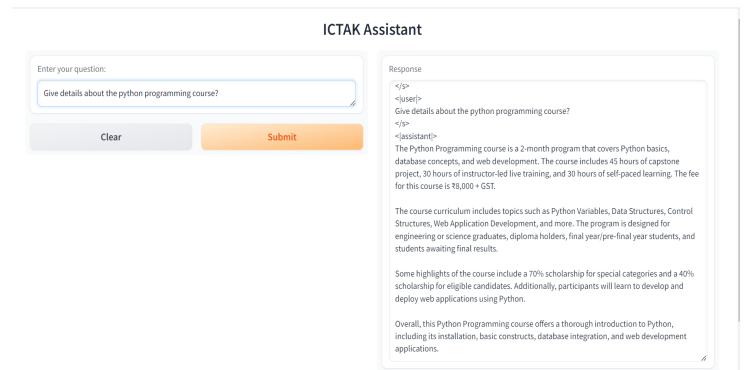 ICTAK Assistant
Enter your question:
Give details about the python programming course?
Clear
Submit
Response
</s>
<|user|>
Give details about the python programming course?
</s>
<|assistant|>
The Python Programming course is a 2-month program that covers Python basics,
database concepts, and web development. The course includes 45 hours of capstone
project, 30 hours of instructor-led live training, and 30 hours of self-paced learning. The fee
for this course is ₹8,000 + GST.
The course curriculum includes topics such as Python Variables, Data Structures, Control
Structures, Web Application Development, and more. The program is designed for
engineering or science graduates, diploma holders, final year/pre-final year students, and
students awaiting final results.
Some highlights of the course include a 70% scholarship for special categories and a 40%
scholarship for eligible candidates. Additionally, participants will learn to develop and
deploy web applications using Python.
Overall, this Python Programming course offers a thorough introduction to Python,
including its installation, basic constructs, database integration, and web development
applications.